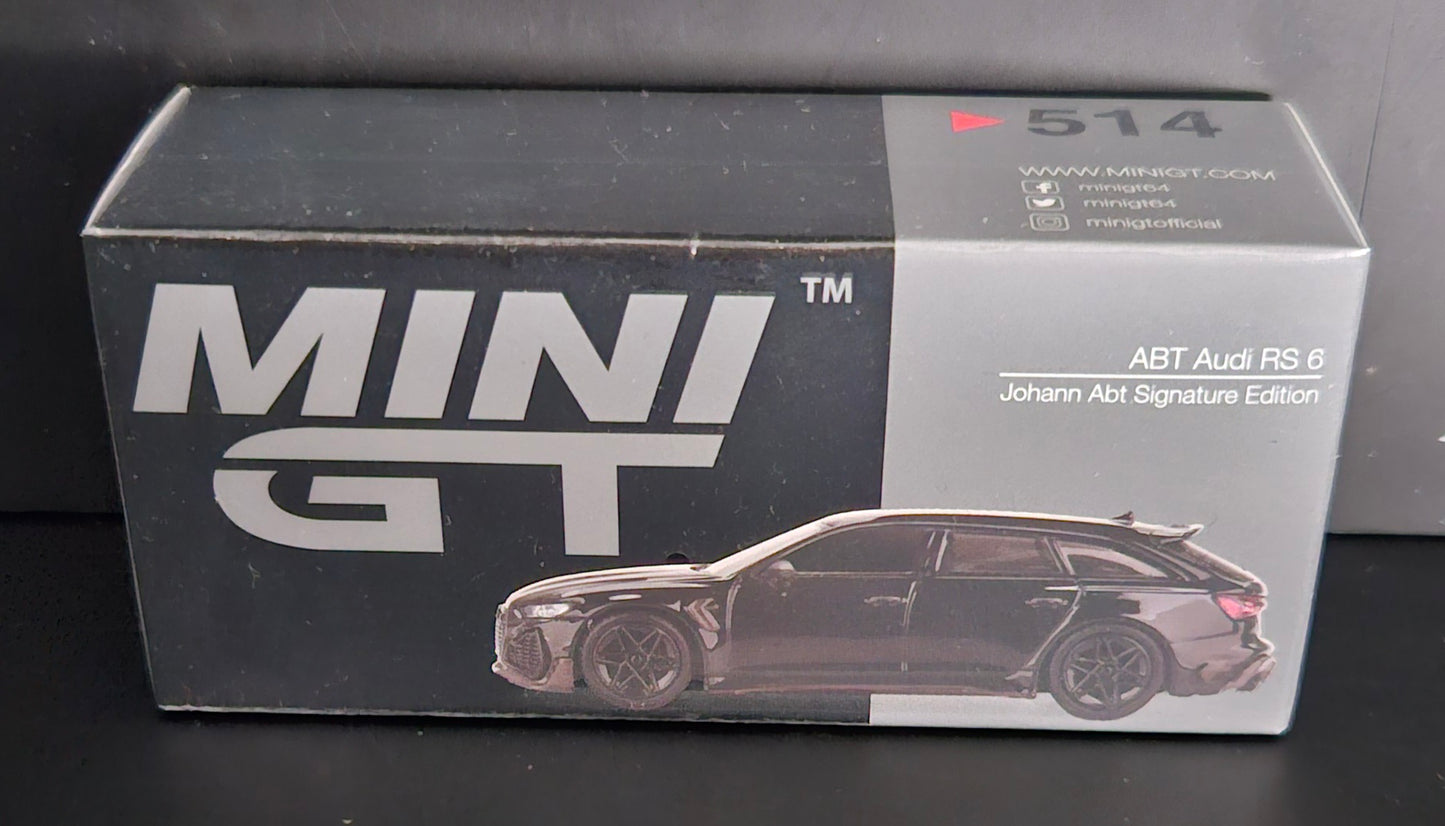 514
WWW.MINIGT.COM
minigt64
minigt64
minigtofficial
MINI
GT
TM
ABT Audi RS 6
Johann Abt Signature Edition